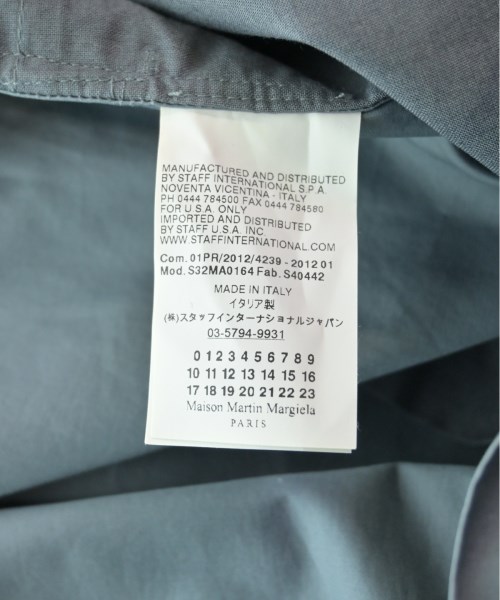 MANUFACTURED AND DISTRIBUTED
BY STAFF INTERNATIONAL S.P.A.
NOVENTA VICENTINA - ITALY
PH 0444 784500 FAX 0444 784580
FOR U.S.A. ONLY
IMPORTED AND DISTRIBUTED
BY STAFF U.S.A. INC
WWW.STAFFINTERNATIONAL.COM
Com. 01PR/2012/4239 - 2012 01
Mod. S32MA0164 Fab. S40442
MADE IN ITALY
イタリア製
(株)スタッフインターナショナルジャパン
03-5794-9931
0 1 2 3 4 5 6 7 8 9
10 11 12 13 14 15 16
17 18 19 20 21 22 23
Maison Martin Margiela
PARIS